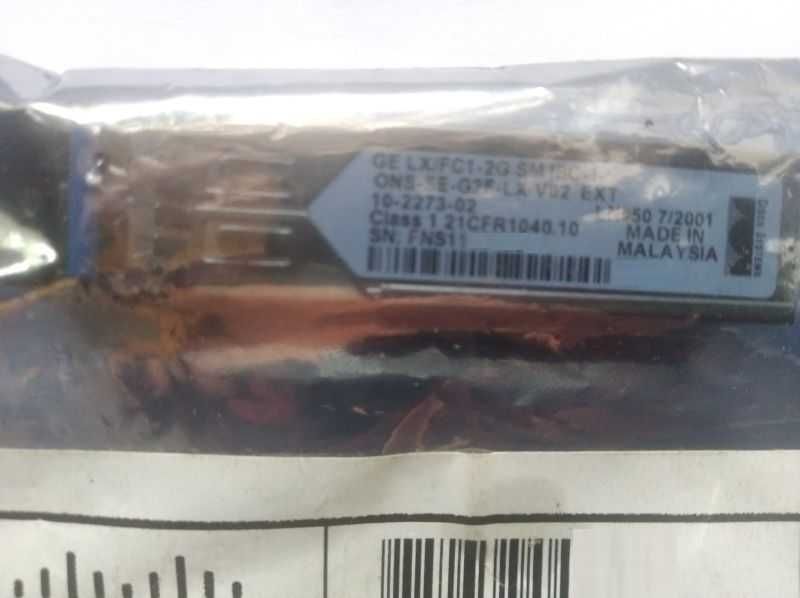 GE LX/FC1-2G
10-2273-02
Class 1 21CFR1040.10
SN: FNS11
ONS-SE-G2F-LX V02 EXT
50 7/2001
MADE IN
MALAYSIA